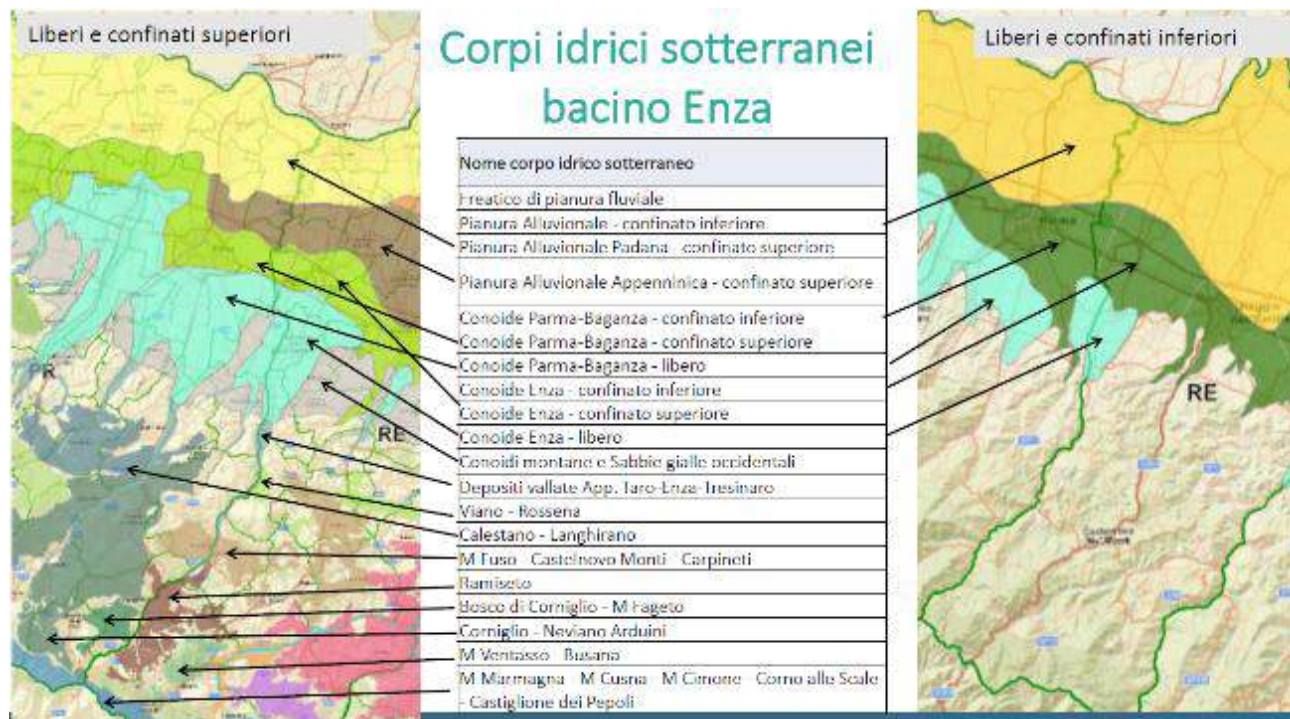 Liberi e confinati superiori
Corpi idrici sotterranei
bacino Enza
Liberi e confinati inferiori
Nome corpo idrico sotterraneo
Freatico di pianura fluviale
Pianura Alluvionale - confinato inferiore
Pianura Alluvionale Padana - confinato superiore
Pianura Alluvionale Appenninica - confinato superiore
Conoide Parma-Baganza - confinato inferiore
Conoide Parma-Baganza - confinato superiore
Conoide Parma-Baganza - libero
Conoide Enza - confinato inferiore
Conoide Enza - confinato superiore
Conoide Enza - libero
Conoidi montane e Sabbie gialle occidentali
Depositi vallate App. Taro-Enza-Tresinaro
Viano - Rossena
Calestano - Langhirano
M Fuso - Castelnovo Monti - Carpineti
Ramiseto
Bosco di Corniglio - M Fageto
Corniglio - Neviano Arduini
M Ventasso - Busana
M Marmagna - M Cusna - M Cimone - Corno alle Scale
- Castiglione dei Pepoli
PR
RE
RE